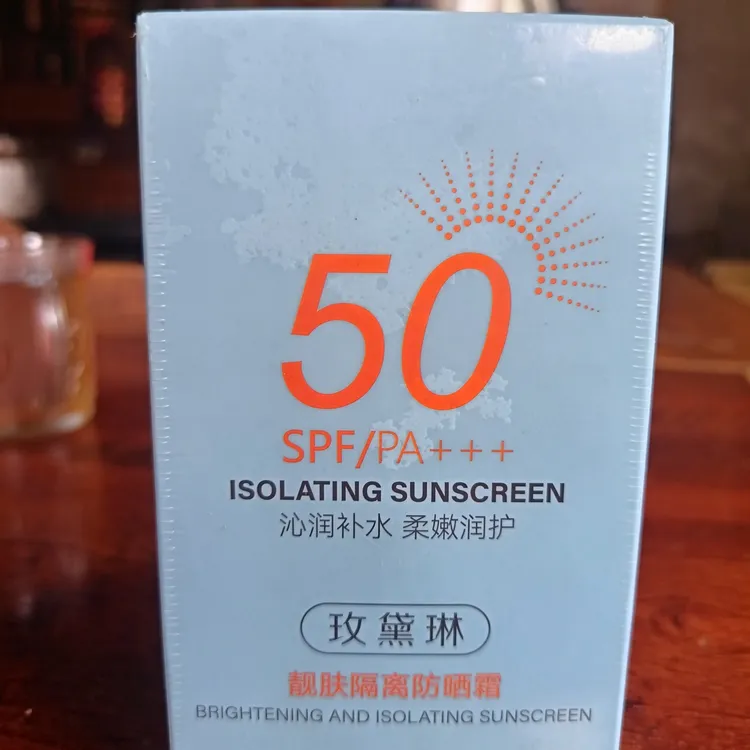 50
SPF/PA+++
ISOLATING SUNSCREEN
沁润补水 柔嫩润护
玫黛琳
靓肤隔离防晒霜
BRIGHTENING AND ISOLATING SUNSCREEN